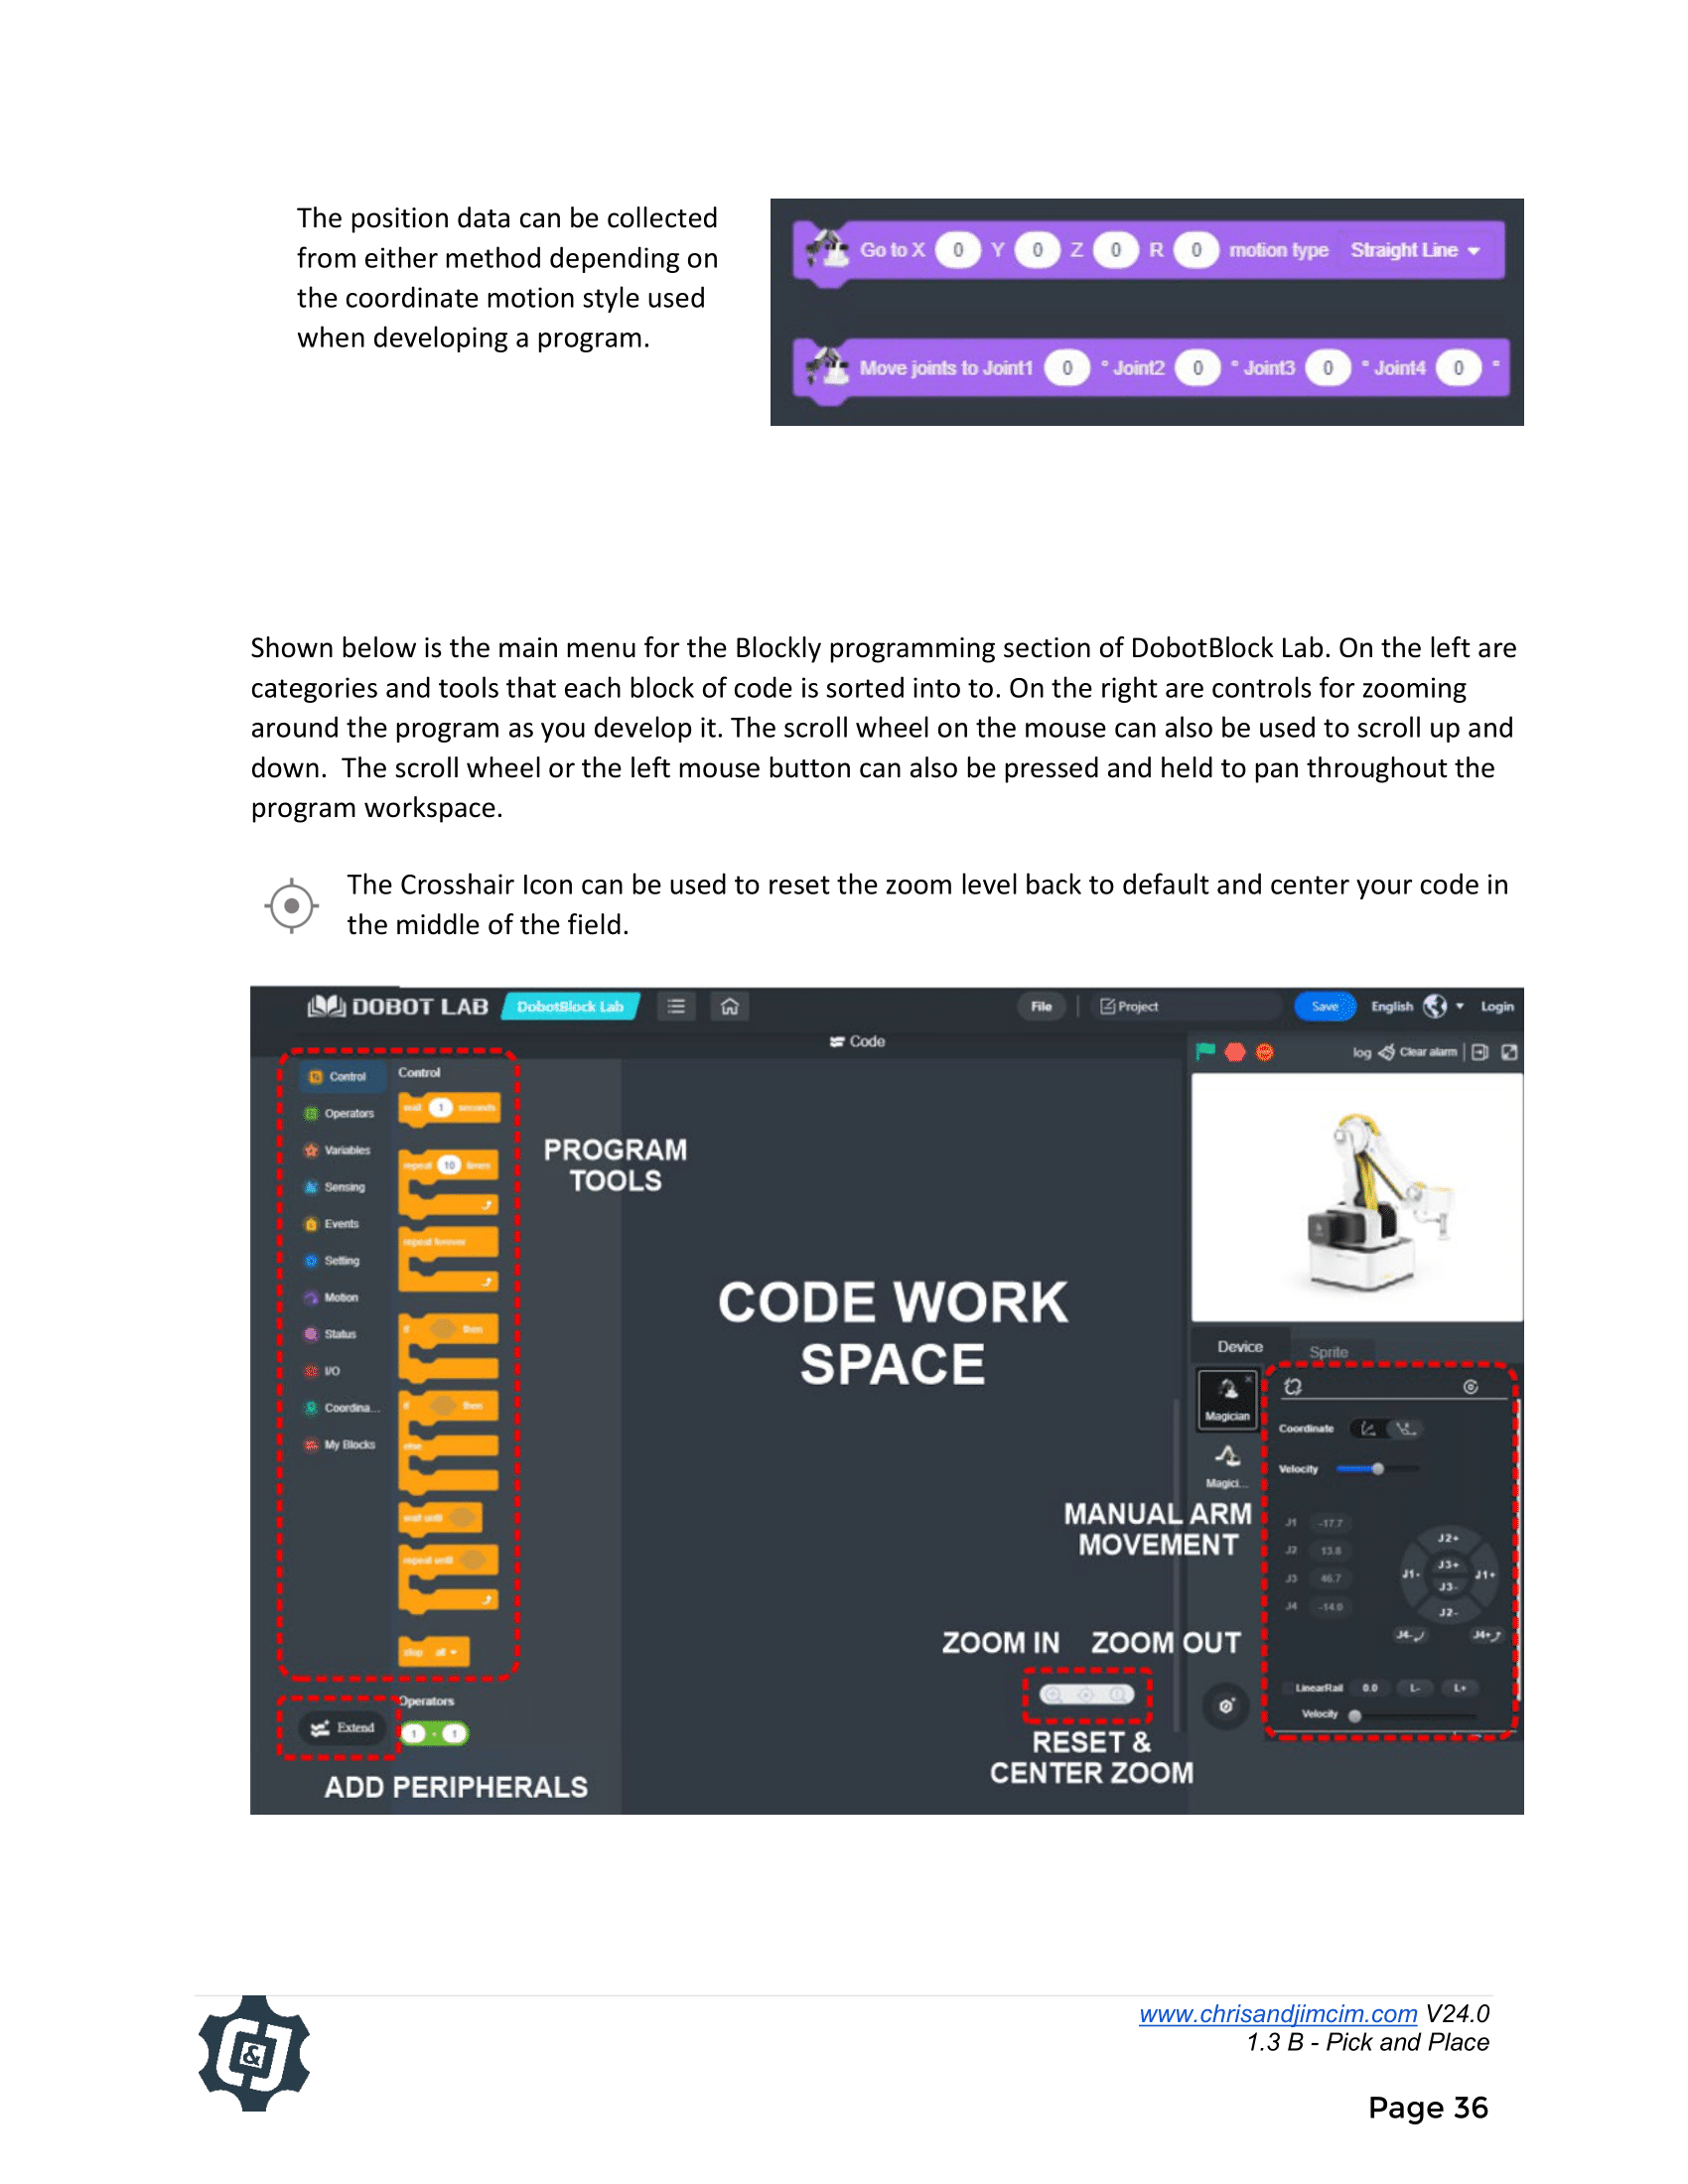 The position data can be collected
from either method depending on
the coordinate motion style used
when developing a program.
Go to X 0 Y 0 Z 0 R 0 motion type Straight Line
Move joints to Joint1 0 ° Joint2 0 ° Joint3 0 ° Joint4 0 °
Shown below is the main menu for the Blockly programming section of DobotBlock Lab. On the left are
categories and tools that each block of code is sorted into to. On the right are controls for zooming
around the program as you develop it. The scroll wheel on the mouse can also be used to scroll up and
down.  The scroll wheel or the left mouse button can also be pressed and held to pan throughout the
program workspace.
The Crosshair Icon can be used to reset the zoom level back to default and center your code in
the middle of the field.
DOBOT LAB DobotBlock Lab File Project Save English Login
Code
log Clear alarm
Control
Operators
Variables
Sensing
Events
Setting
Motion
Status
I/O
Coordina...
My Blocks
Extend
Control
wait 1 seconds
repeat 10 times
repeat forever
if then
if then
else
wait until
repeat until
stop all
Operators
1 - 1
PROGRAM
TOOLS
CODE WORK
SPACE
ADD PERIPHERALS
MANUAL ARM
MOVEMENT
ZOOM IN ZOOM OUT
RESET &
CENTER ZOOM
Device Sprite
Magician
Magici...
Coordinate
Velocity
J1 -17.7
J2 13.8
J3 46.7
J4 -14.0
J2+
J3+
J1- J1+
J3-
J2-
J4- J4+
LinearRail 0.0 L- L+
Velocity
www.chrisandjimcim.com V24.0
1.3 B - Pick and Place
C&J
Page 36